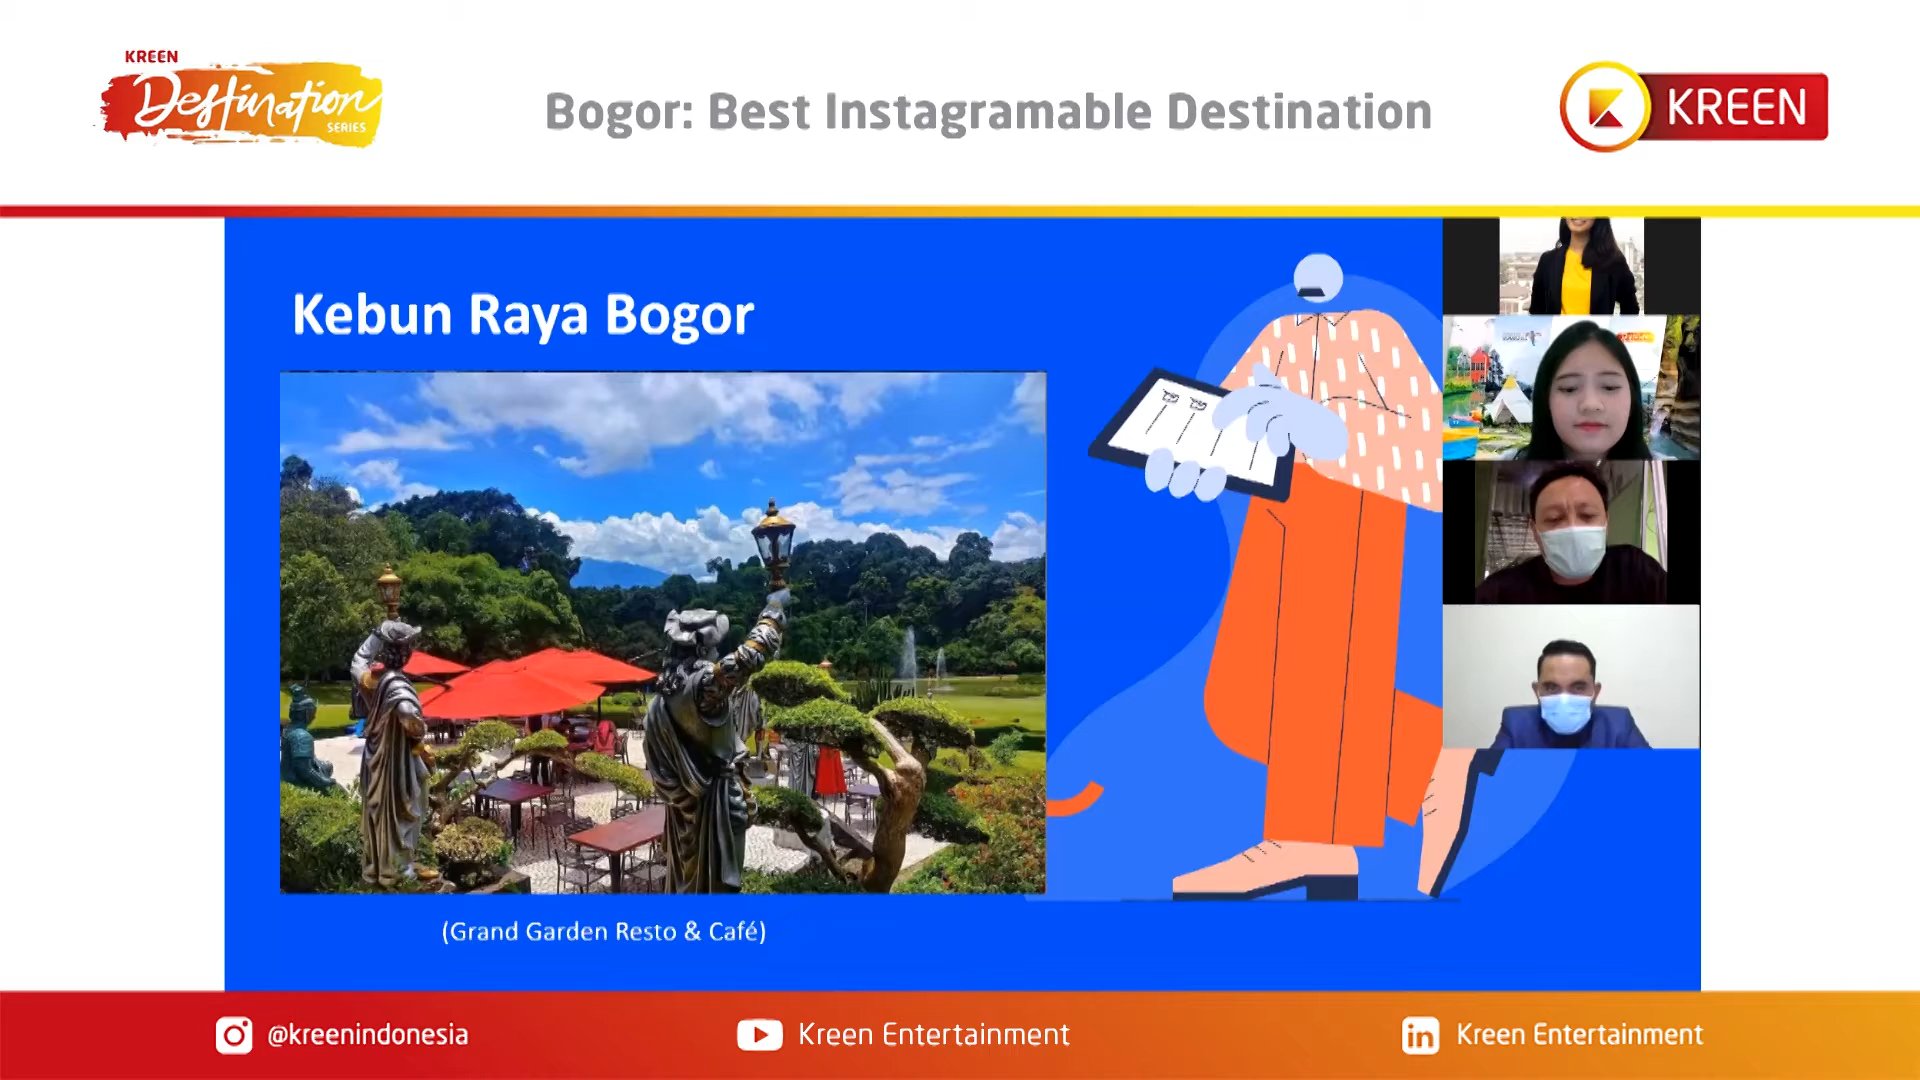 KREEN
Destination
SERIES
Bogor: Best Instagramable Destination
KREEN
Kebun Raya Bogor
(Grand Garden Resto & Café)
@kreenindonesia
Kreen Entertainment
Kreen Entertainment